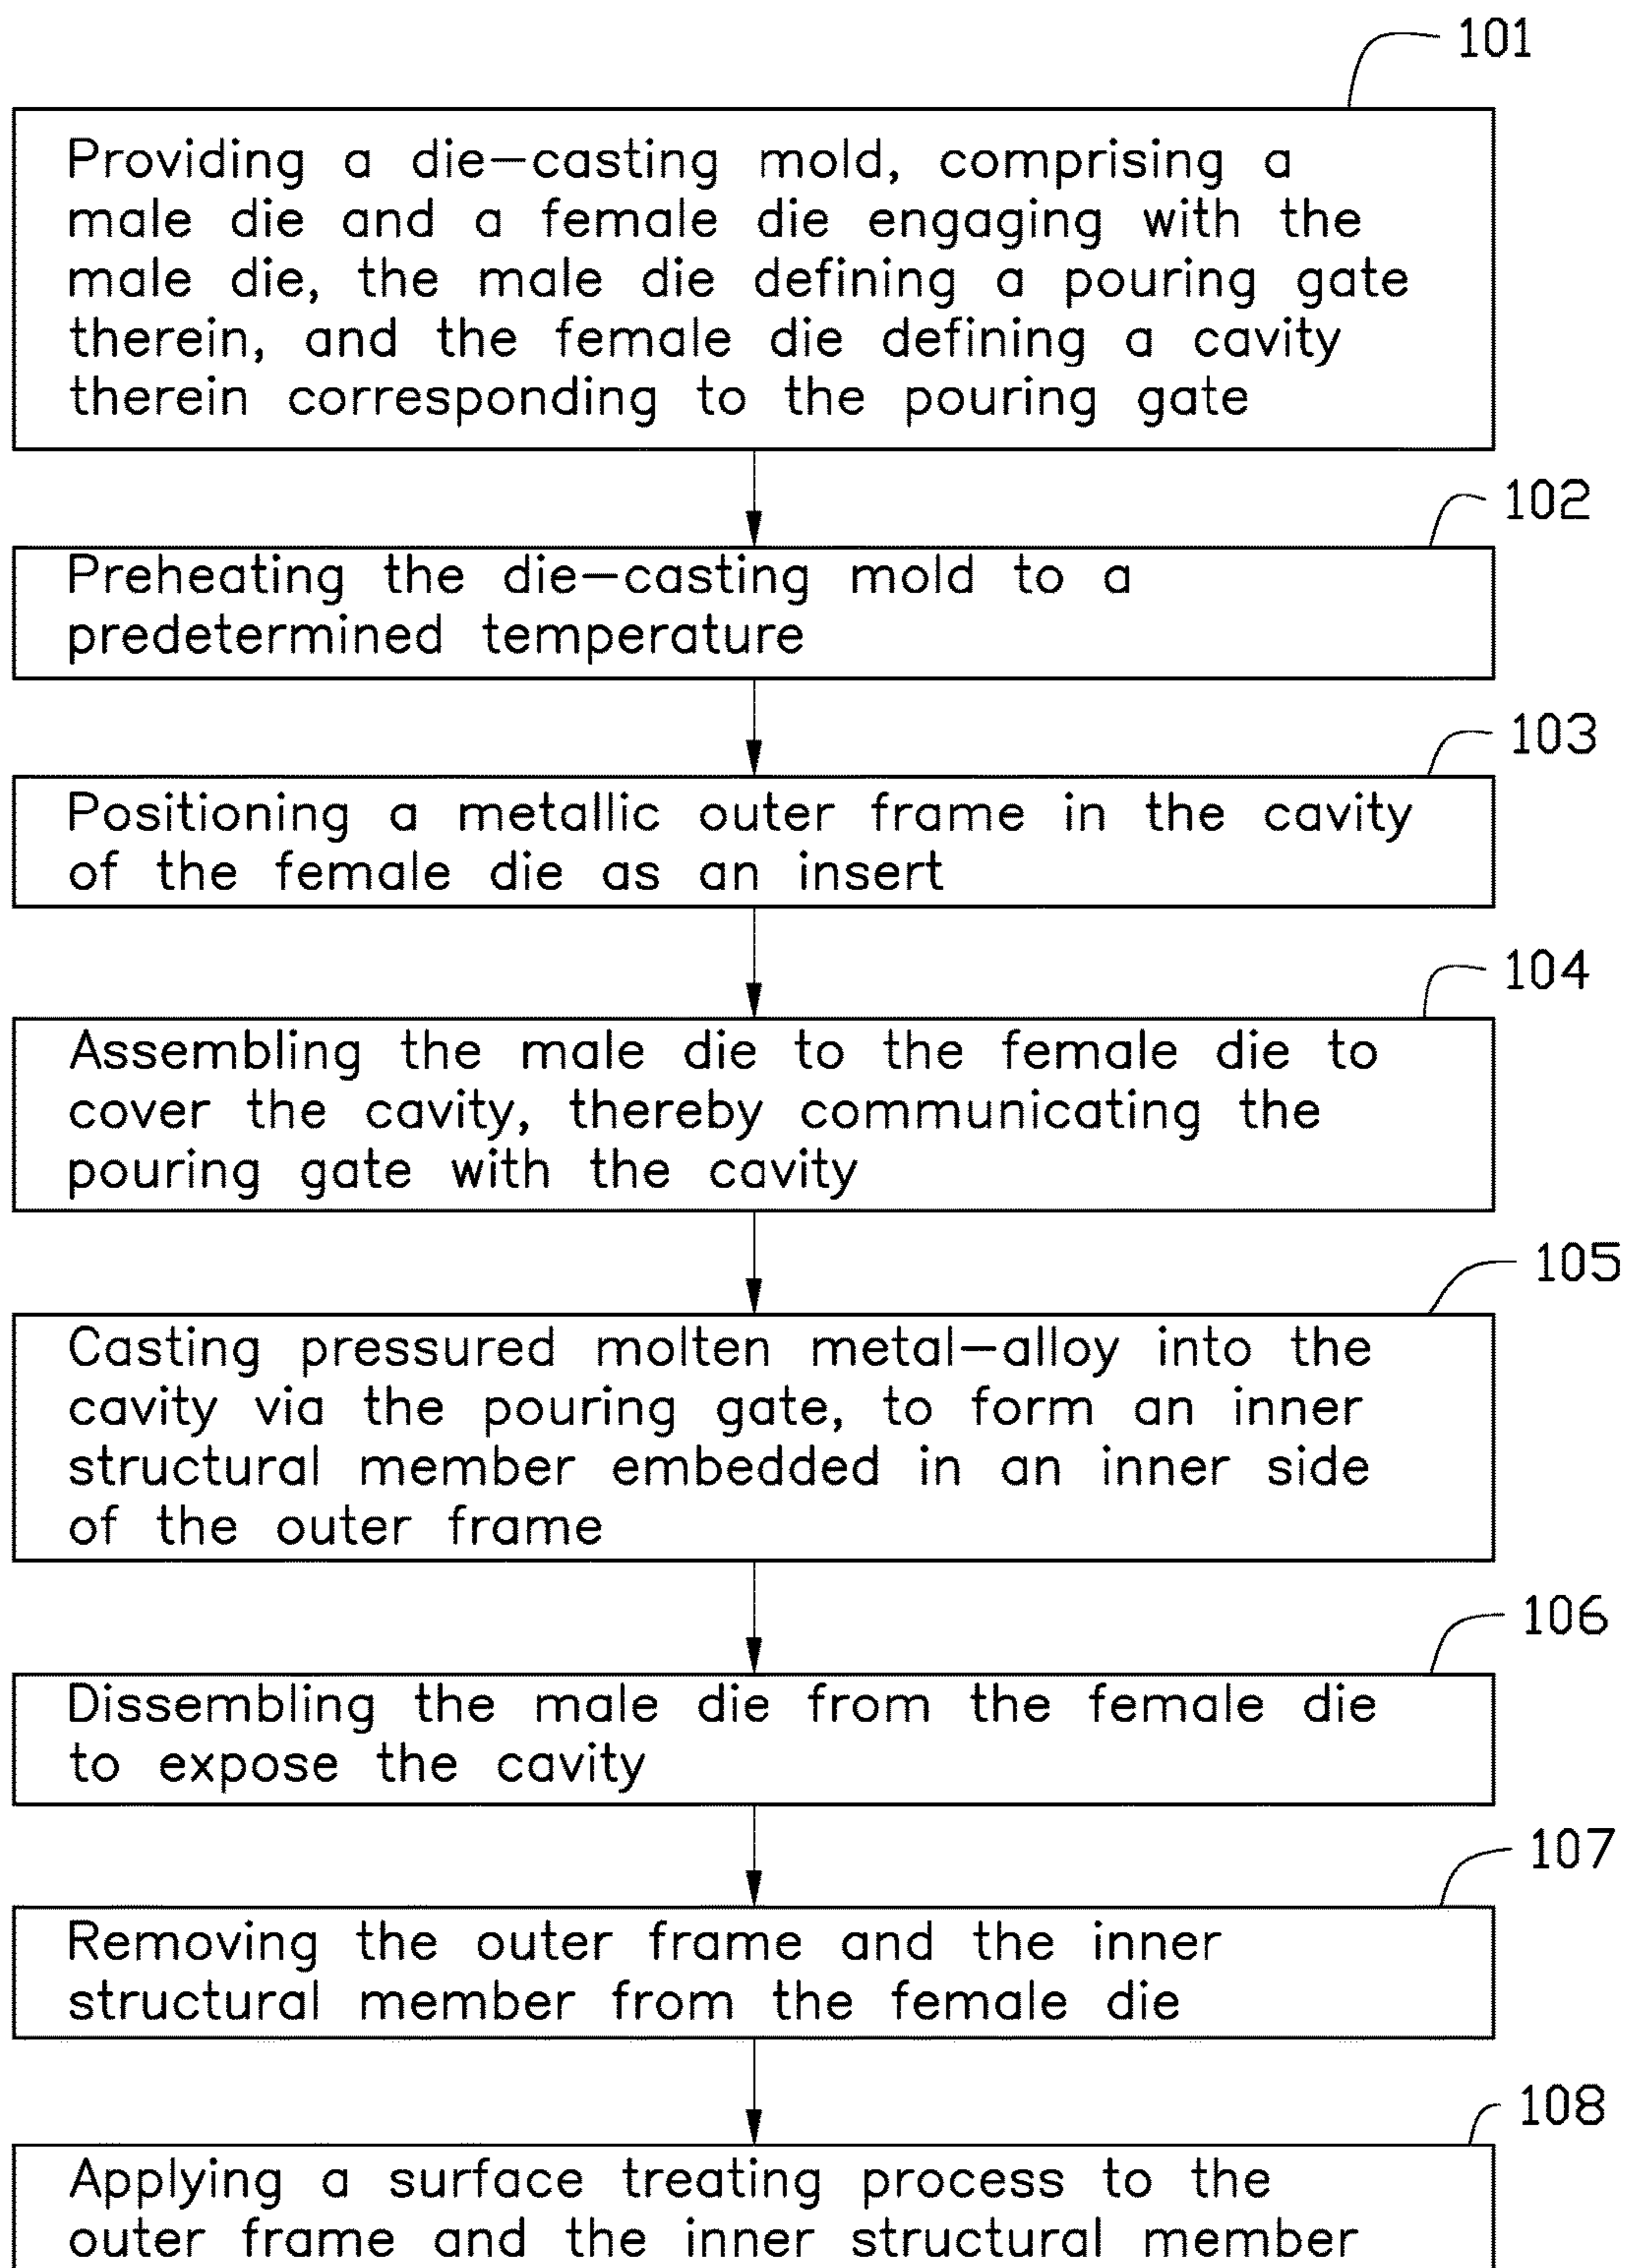 101
Providing a die-casting mold, comprising a
male die and a female die engaging with the
male die, the male die defining a pouring gate
therein, and the female die defining a cavity
therein corresponding to the pouring gate
102
Preheating the die-casting mold to a
predetermined temperature
103
Positioning a metallic outer frame in the cavity
of the female die as an insert
104
Assembling the male die to the female die to
cover the cavity, thereby communicating the
pouring gate with the cavity
105
Casting pressured molten metal-alloy into the
cavity via the pouring gate, to form an inner
structural member embedded in an inner side
of the outer frame
106
Dissembling the male die from the female die
to expose the cavity
107
Removing the outer frame and the inner
structural member from the female die
108
Applying a surface treating process to the
outer frame and the inner structural member